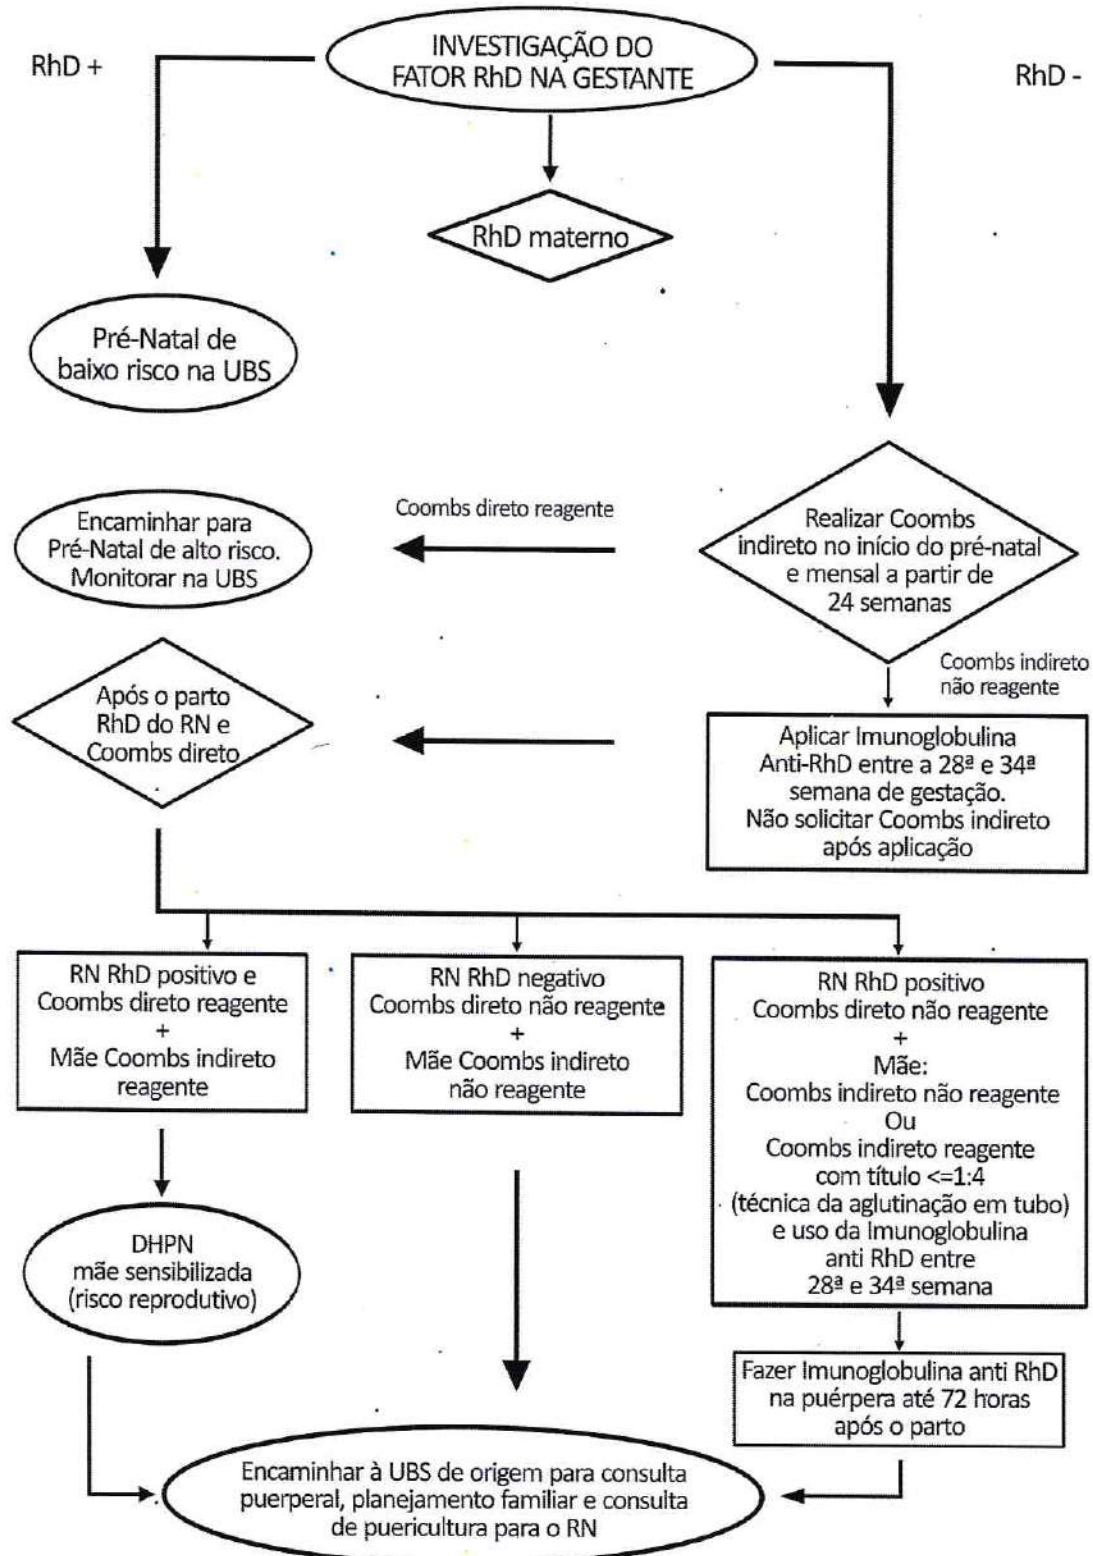 INVESTIGAÇÃO DO
FATOR RhD NA GESTANTE
RhD +
RhD -
RhD materno
Pré-Natal de
baixo risco na UBS
Realizar Coombs
indireto no início do pré-natal
e mensal a partir de
24 semanas
Coombs direto reagente
Encaminhar para
Pré-Natal de alto risco.
Monitorar na UBS
Coombs indireto
não reagente
Aplicar Imunoglobulina
Anti-RhD entre a 28ª e 34ª
semana de gestação.
Não solicitar Coombs indireto
após aplicação
Após o parto
RhD do RN e
Coombs direto
RN RhD positivo e
Coombs direto reagente
+
Mãe Coombs indireto
reagente
RN RhD negativo
Coombs direto não reagente
+
Mãe Coombs indireto
não reagente
RN RhD positivo
Coombs direto não reagente
+
Mãe:
Coombs indireto não reagente
Ou
Coombs indireto reagente
com título <=1:4
(técnica da aglutinação em tubo)
e uso da Imunoglobulina
anti RhD entre
28ª e 34ª semana
DHPN
mãe sensibilizada
(risco reprodutivo)
Fazer Imunoglobulina anti RhD
na puérpera até 72 horas
após o parto
Encaminhar à UBS de origem para consulta
puerperal, planejamento familiar e consulta
de puericultura para o RN